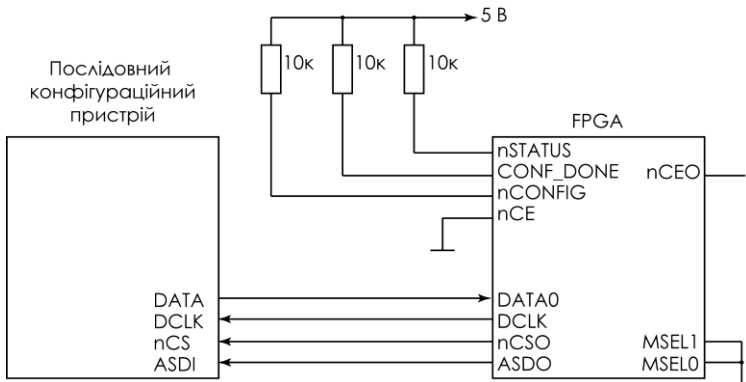 5 В
10к
10к
10к
Послідовний
конфігураційний
пристрій
FPGA
nSTATUS
CONF_DONE
nCEO
nCONFIG
nCE
DATA
DATA0
DCLK
DCLK
nCS
nCSO
MSEL1
ASDI
ASDO
MSEL0